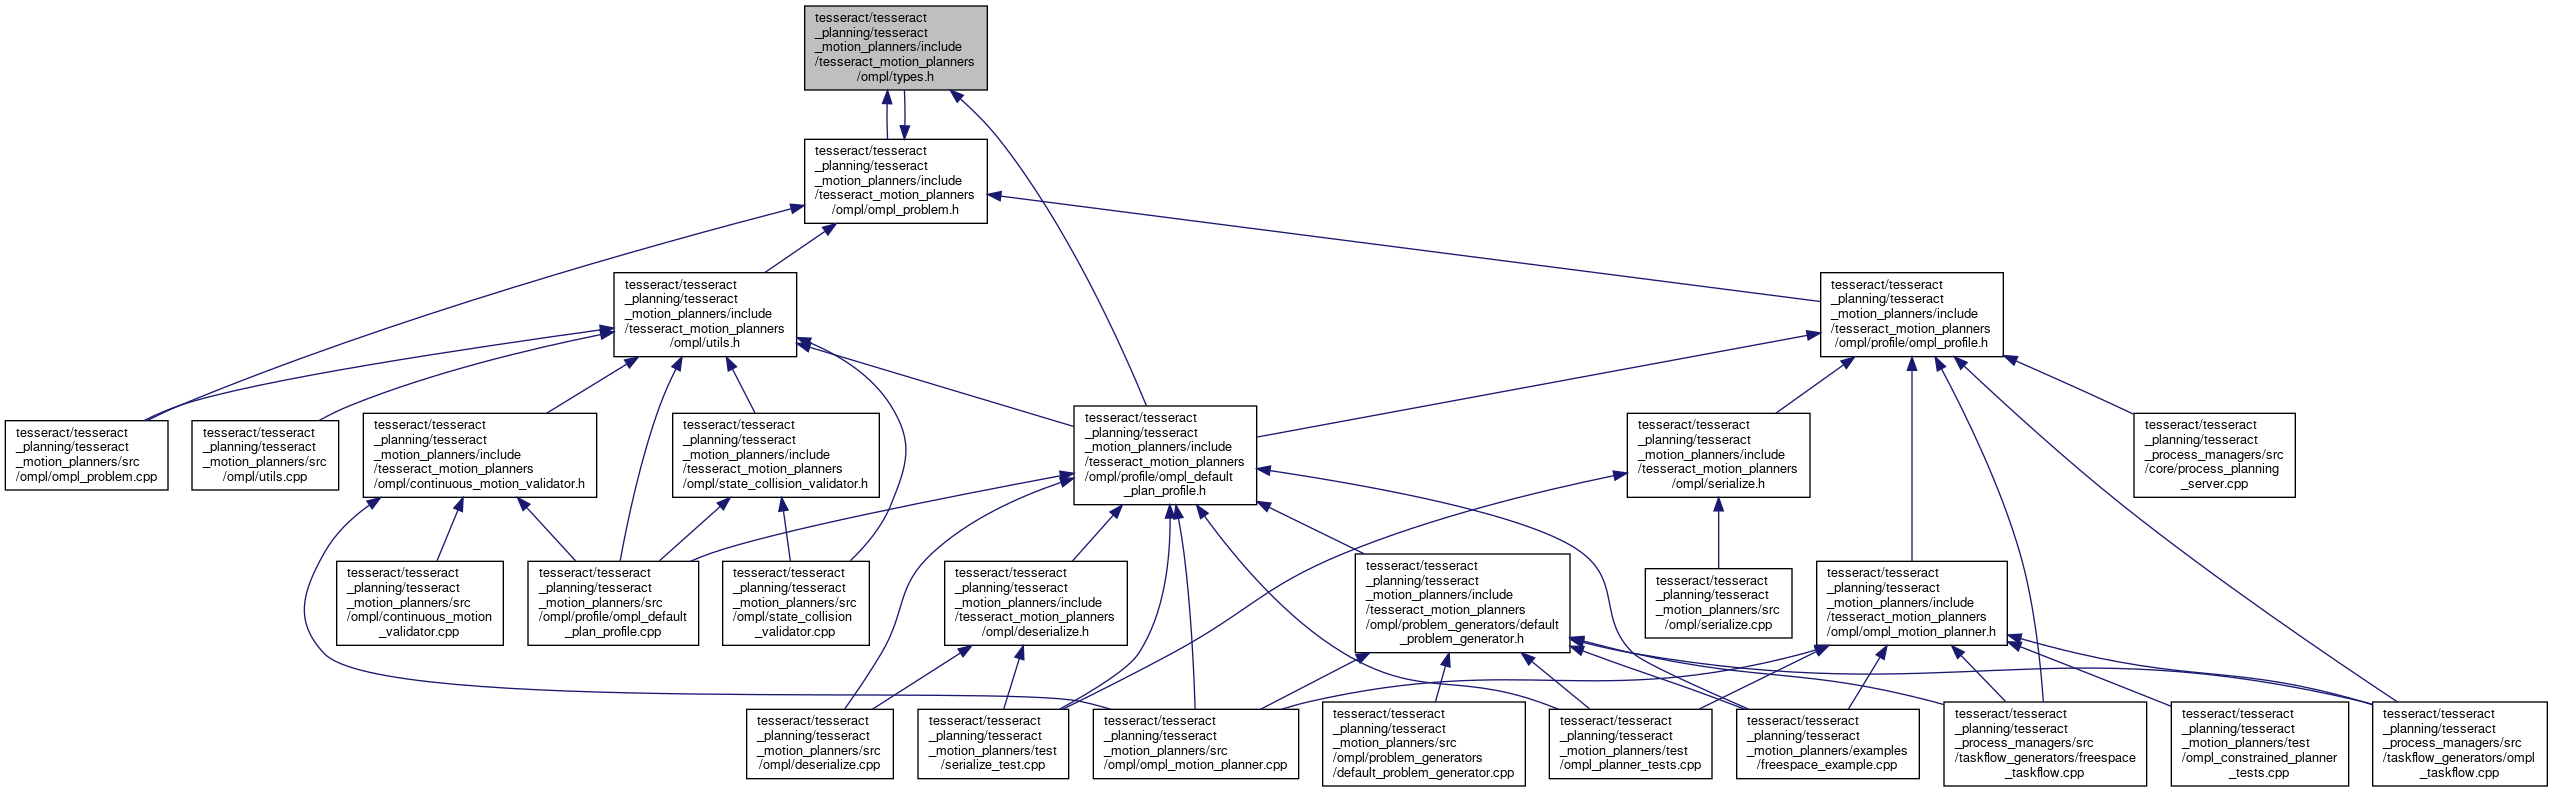 tesseract/tesseract
_planning/tesseract
_motion_planners/include
/tesseract_motion_planners
/ompl/types.h
tesseract/tesseract
_planning/tesseract
_motion_planners/include
/tesseract_motion_planners
/ompl/ompl_problem.h
tesseract/tesseract
_planning/tesseract
_motion_planners/include
/tesseract_motion_planners
/ompl/utils.h
tesseract/tesseract
_planning/tesseract
_motion_planners/include
/tesseract_motion_planners
/ompl/profile/ompl_profile.h
tesseract/tesseract
_planning/tesseract
_motion_planners/src
/ompl/ompl_problem.cpp
tesseract/tesseract
_planning/tesseract
_motion_planners/src
/ompl/utils.cpp
tesseract/tesseract
_planning/tesseract
_motion_planners/include
/tesseract_motion_planners
/ompl/continuous_motion_validator.h
tesseract/tesseract
_planning/tesseract
_motion_planners/include
/tesseract_motion_planners
/ompl/state_collision_validator.h
tesseract/tesseract
_planning/tesseract
_motion_planners/include
/tesseract_motion_planners
/ompl/profile/ompl_default
_plan_profile.h
tesseract/tesseract
_planning/tesseract
_motion_planners/include
/tesseract_motion_planners
/ompl/serialize.h
tesseract/tesseract
_planning/tesseract
_process_managers/src
/core/process_planning
_server.cpp
tesseract/tesseract
_planning/tesseract
_motion_planners/src
/ompl/continuous_motion
_validator.cpp
tesseract/tesseract
_planning/tesseract
_motion_planners/src
/ompl/profile/ompl_default
_plan_profile.cpp
tesseract/tesseract
_planning/tesseract
_motion_planners/src
/ompl/state_collision
_validator.cpp
tesseract/tesseract
_planning/tesseract
_motion_planners/include
/tesseract_motion_planners
/ompl/deserialize.h
tesseract/tesseract
_planning/tesseract
_motion_planners/include
/tesseract_motion_planners
/ompl/problem_generators/default
_problem_generator.h
tesseract/tesseract
_planning/tesseract
_motion_planners/src
/ompl/serialize.cpp
tesseract/tesseract
_planning/tesseract
_motion_planners/include
/tesseract_motion_planners
/ompl/ompl_motion_planner.h
tesseract/tesseract
_planning/tesseract
_motion_planners/src
/ompl/deserialize.cpp
tesseract/tesseract
_planning/tesseract
_motion_planners/test
/serialize_test.cpp
tesseract/tesseract
_planning/tesseract
_motion_planners/src
/ompl/ompl_motion_planner.cpp
tesseract/tesseract
_planning/tesseract
_motion_planners/src
/ompl/problem_generators
/default_problem_generator.cpp
tesseract/tesseract
_planning/tesseract
_motion_planners/test
/ompl_planner_tests.cpp
tesseract/tesseract
_planning/tesseract
_motion_planners/examples
/freespace_example.cpp
tesseract/tesseract
_planning/tesseract
_process_managers/src
/taskflow_generators/freespace
_taskflow.cpp
tesseract/tesseract
_planning/tesseract
_motion_planners/test
/ompl_constrained_planner
_tests.cpp
tesseract/tesseract
_planning/tesseract
_process_managers/src
/taskflow_generators/ompl
_taskflow.cpp